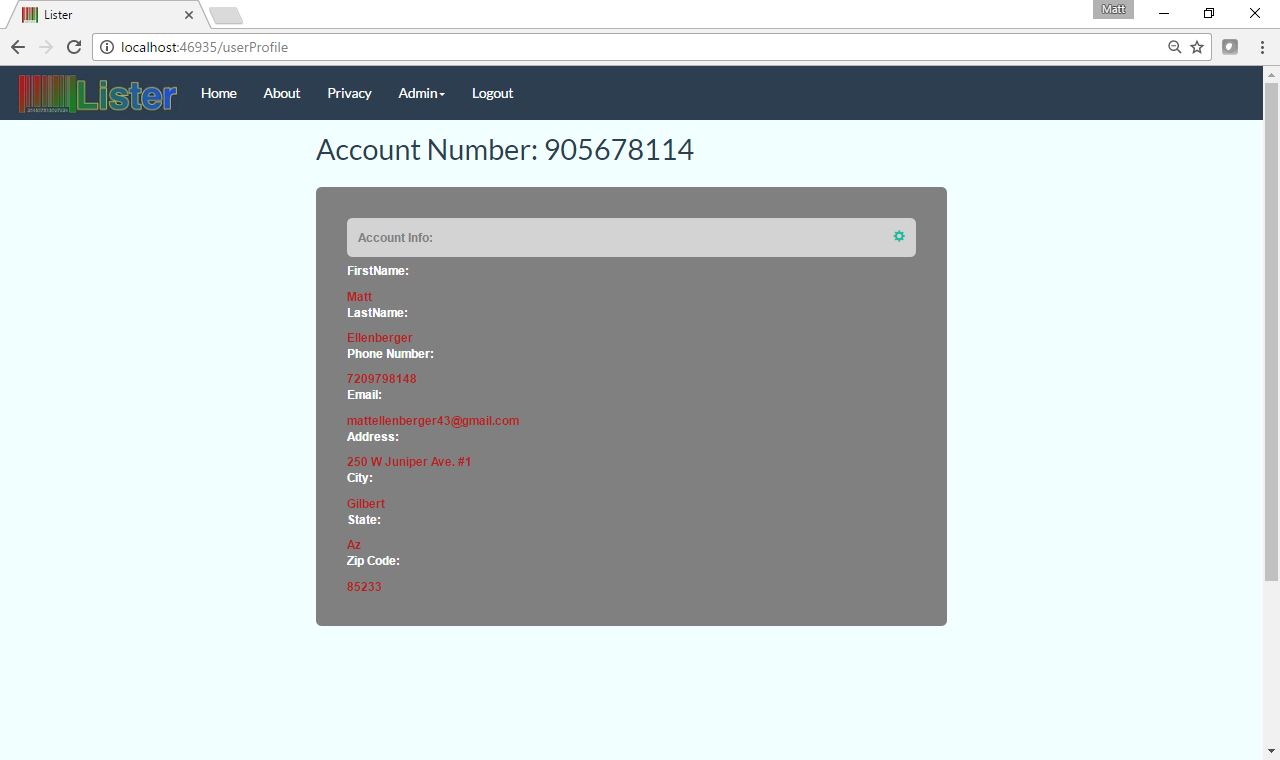 Lister
Matt
localhost:46935/userProfile
Lister Home About Privacy Admin Logout
Account Number: 905678114
Account Info:
FirstName:
Matt
LastName:
Ellenberger
Phone Number:
7209798148
Email:
mattellenberger43@gmail.com
Address:
250 W Juniper Ave. #1
City:
Gilbert
State:
Az
Zip Code:
85233